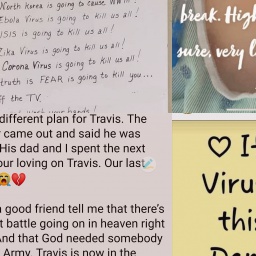 North Korea is going to cause WW III !
Ebola Virus is going to kill us all !
ISIS is going to kill us all !
Zika Virus is going to kill us all !
Corona Virus is going to kill us all !
truth is FEAR is going to kill you...
ff the TV.
your hands !
different plan for Travis. The
came out and said he was
His dad and I spent the next
our loving on Travis. Our last
a good friend tell me that there's
t battle going on in heaven right
And that God needed somebody
Army. Travis is now in the
break. High
sure, very l
♡ I
Viru
this